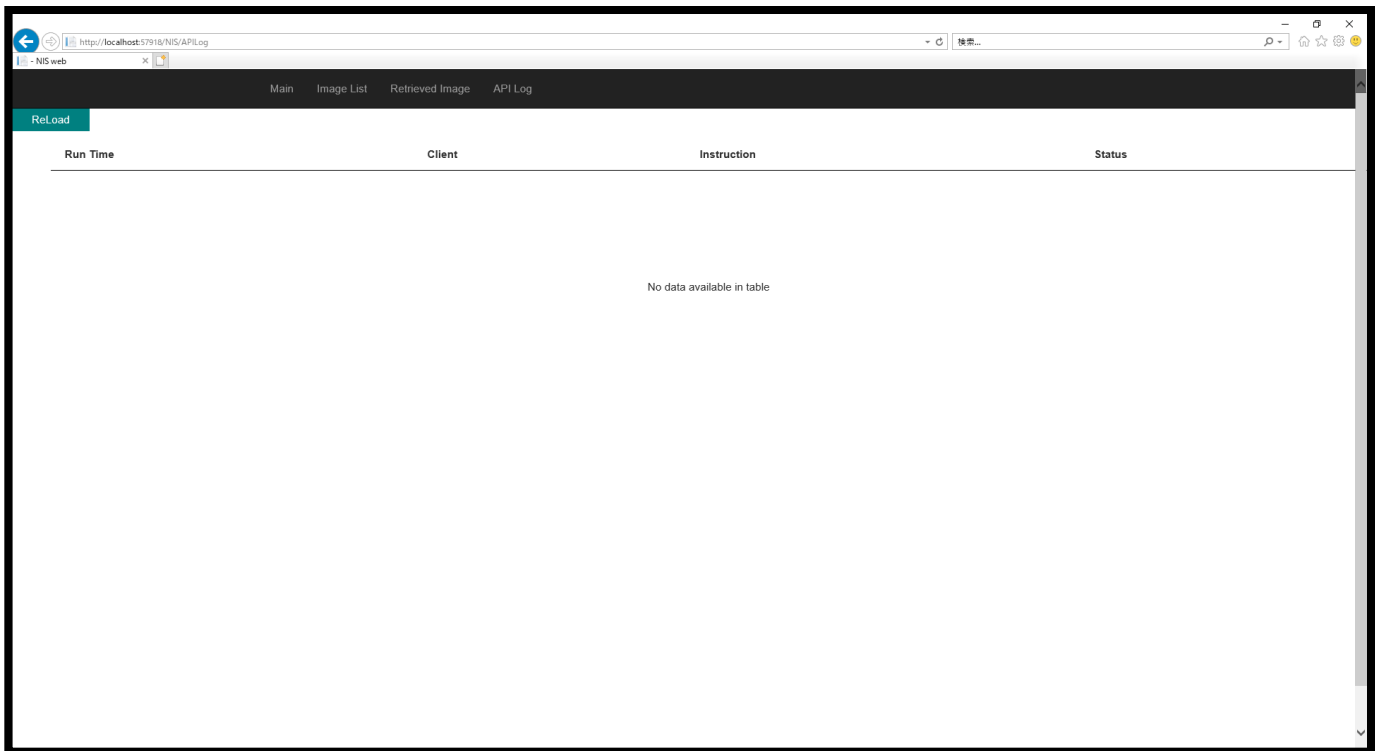 http://localhost:57918/NIS/APILog
検索...
- NIS web
Main Image List Retrieved Image API Log
ReLoad
Run Time Client Instruction Status
No data available in table